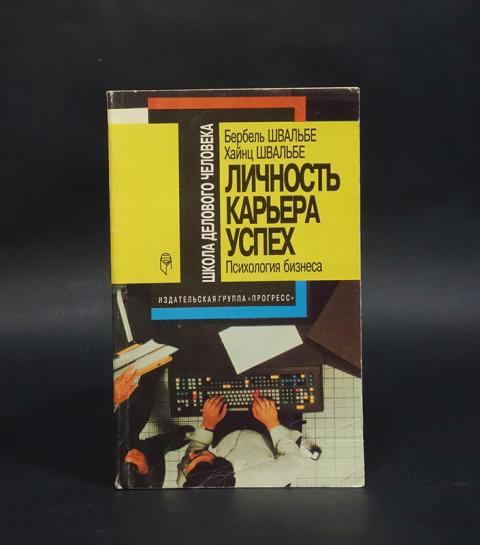 ШКОЛА ДЕЛОВОГО ЧЕЛОВЕКА
Бербель ШВАЛЬБЕ
Хайнц ШВАЛЬБЕ
ЛИЧНОСТЬ
КАРЬЕРА
УСПЕХ
Психология бизнеса
ИЗДАТЕЛЬСКАЯ ГРУППА «ПРОГРЕСС»